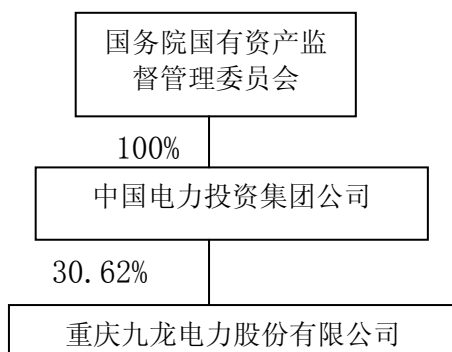 国务院国有资产监
督管理委员会
100%
中国电力投资集团公司
30.62%
重庆九龙电力股份有限公司